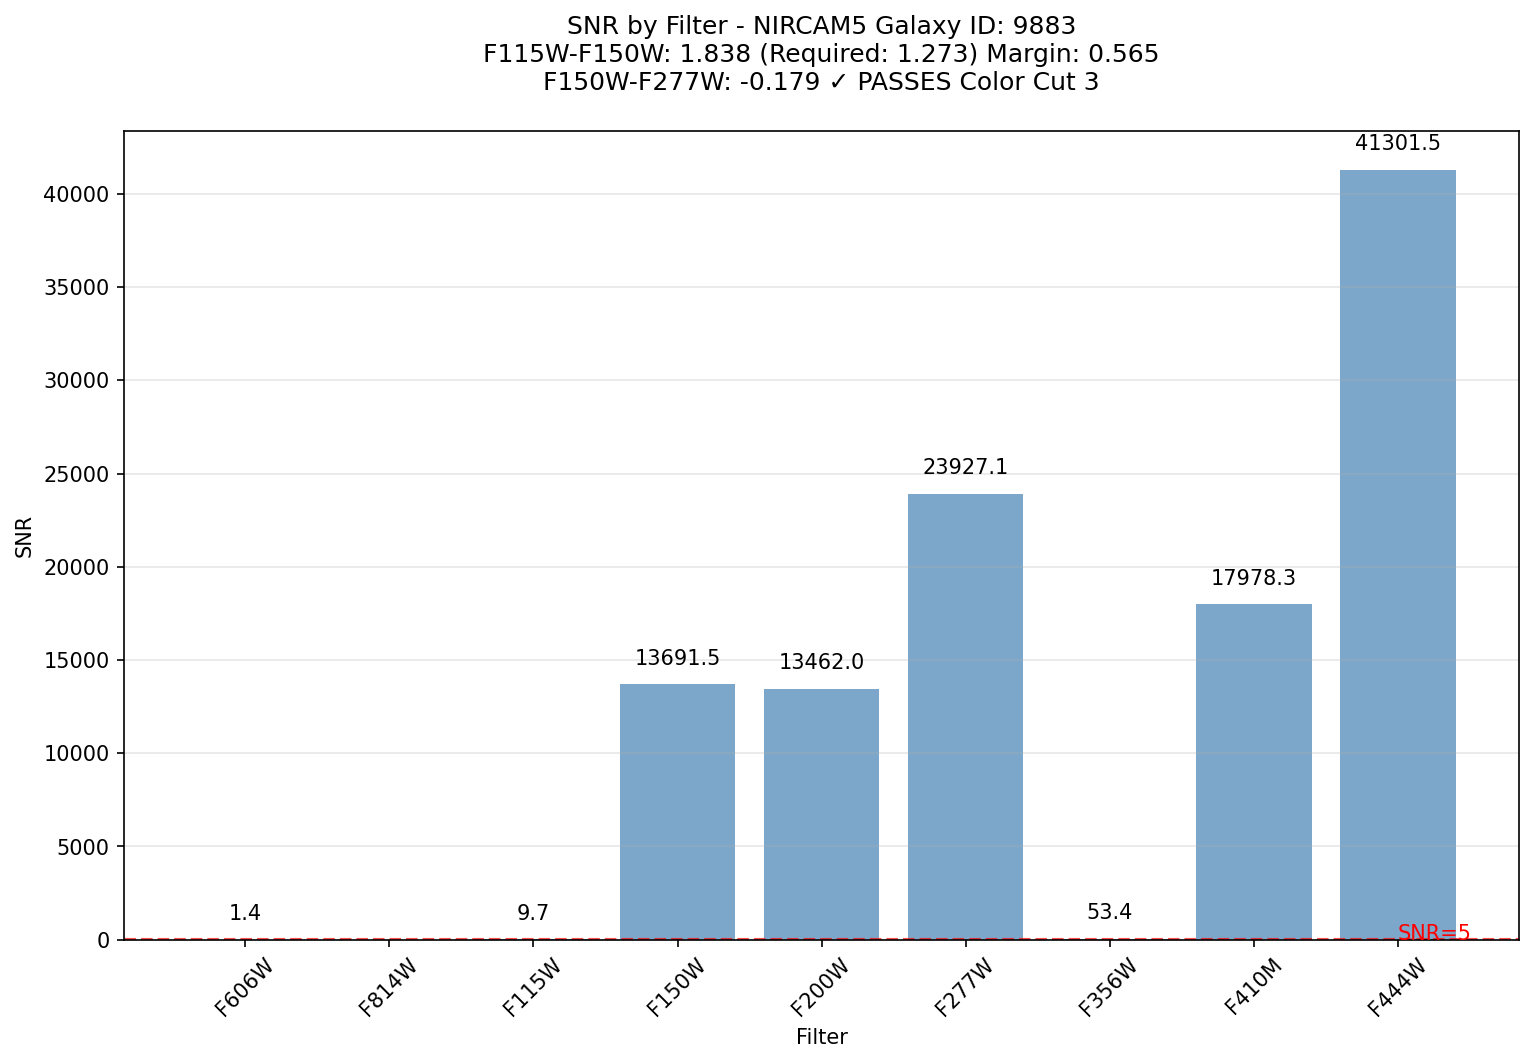 SNR by Filter - NIRCAM5 Galaxy ID: 9883
F115W-F150W: 1.838 (Required: 1.273) Margin: 0.565
F150W-F277W: -0.179 ✓ PASSES Color Cut 3
41301.5
40000
35000
30000
25000
23927.1
20000
17978.3
15000
13691.5
13462.0
10000
5000
1.4
9.7
53.4
0
SNR=5
SNR
F606W
F814W
F115W
F150W
F200W
F277W
F356W
F410M
F444W
Filter